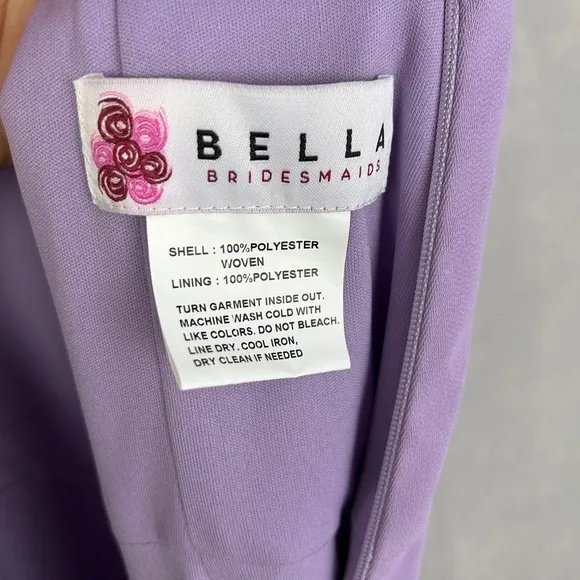 BELLA
BRIDESMAIDS
SHELL : 100%POLYESTER
WOVEN
LINING : 100%POLYESTER
TURN GARMENT INSIDE OUT.
MACHINE WASH COLD WITH
LIKE COLORS. DO NOT BLEACH.
LINE DRY. COOL IRON,
DRY CLEAN IF NEEDED